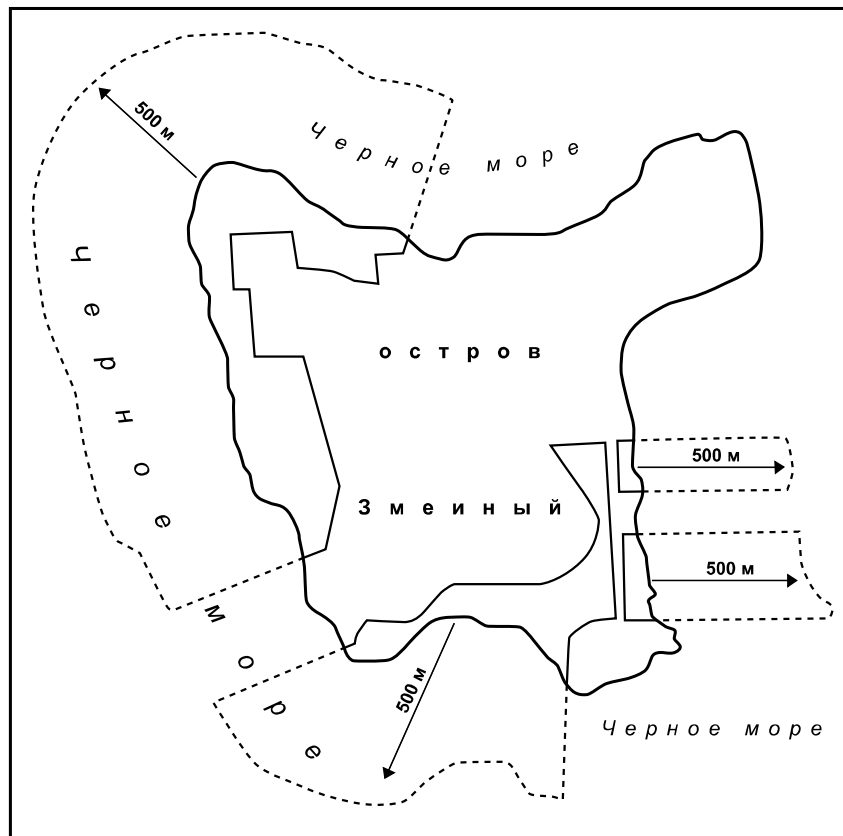 500 м
Черное море
Черное море
остров
500 м
Змеиный
500 м
500 м
Черное море